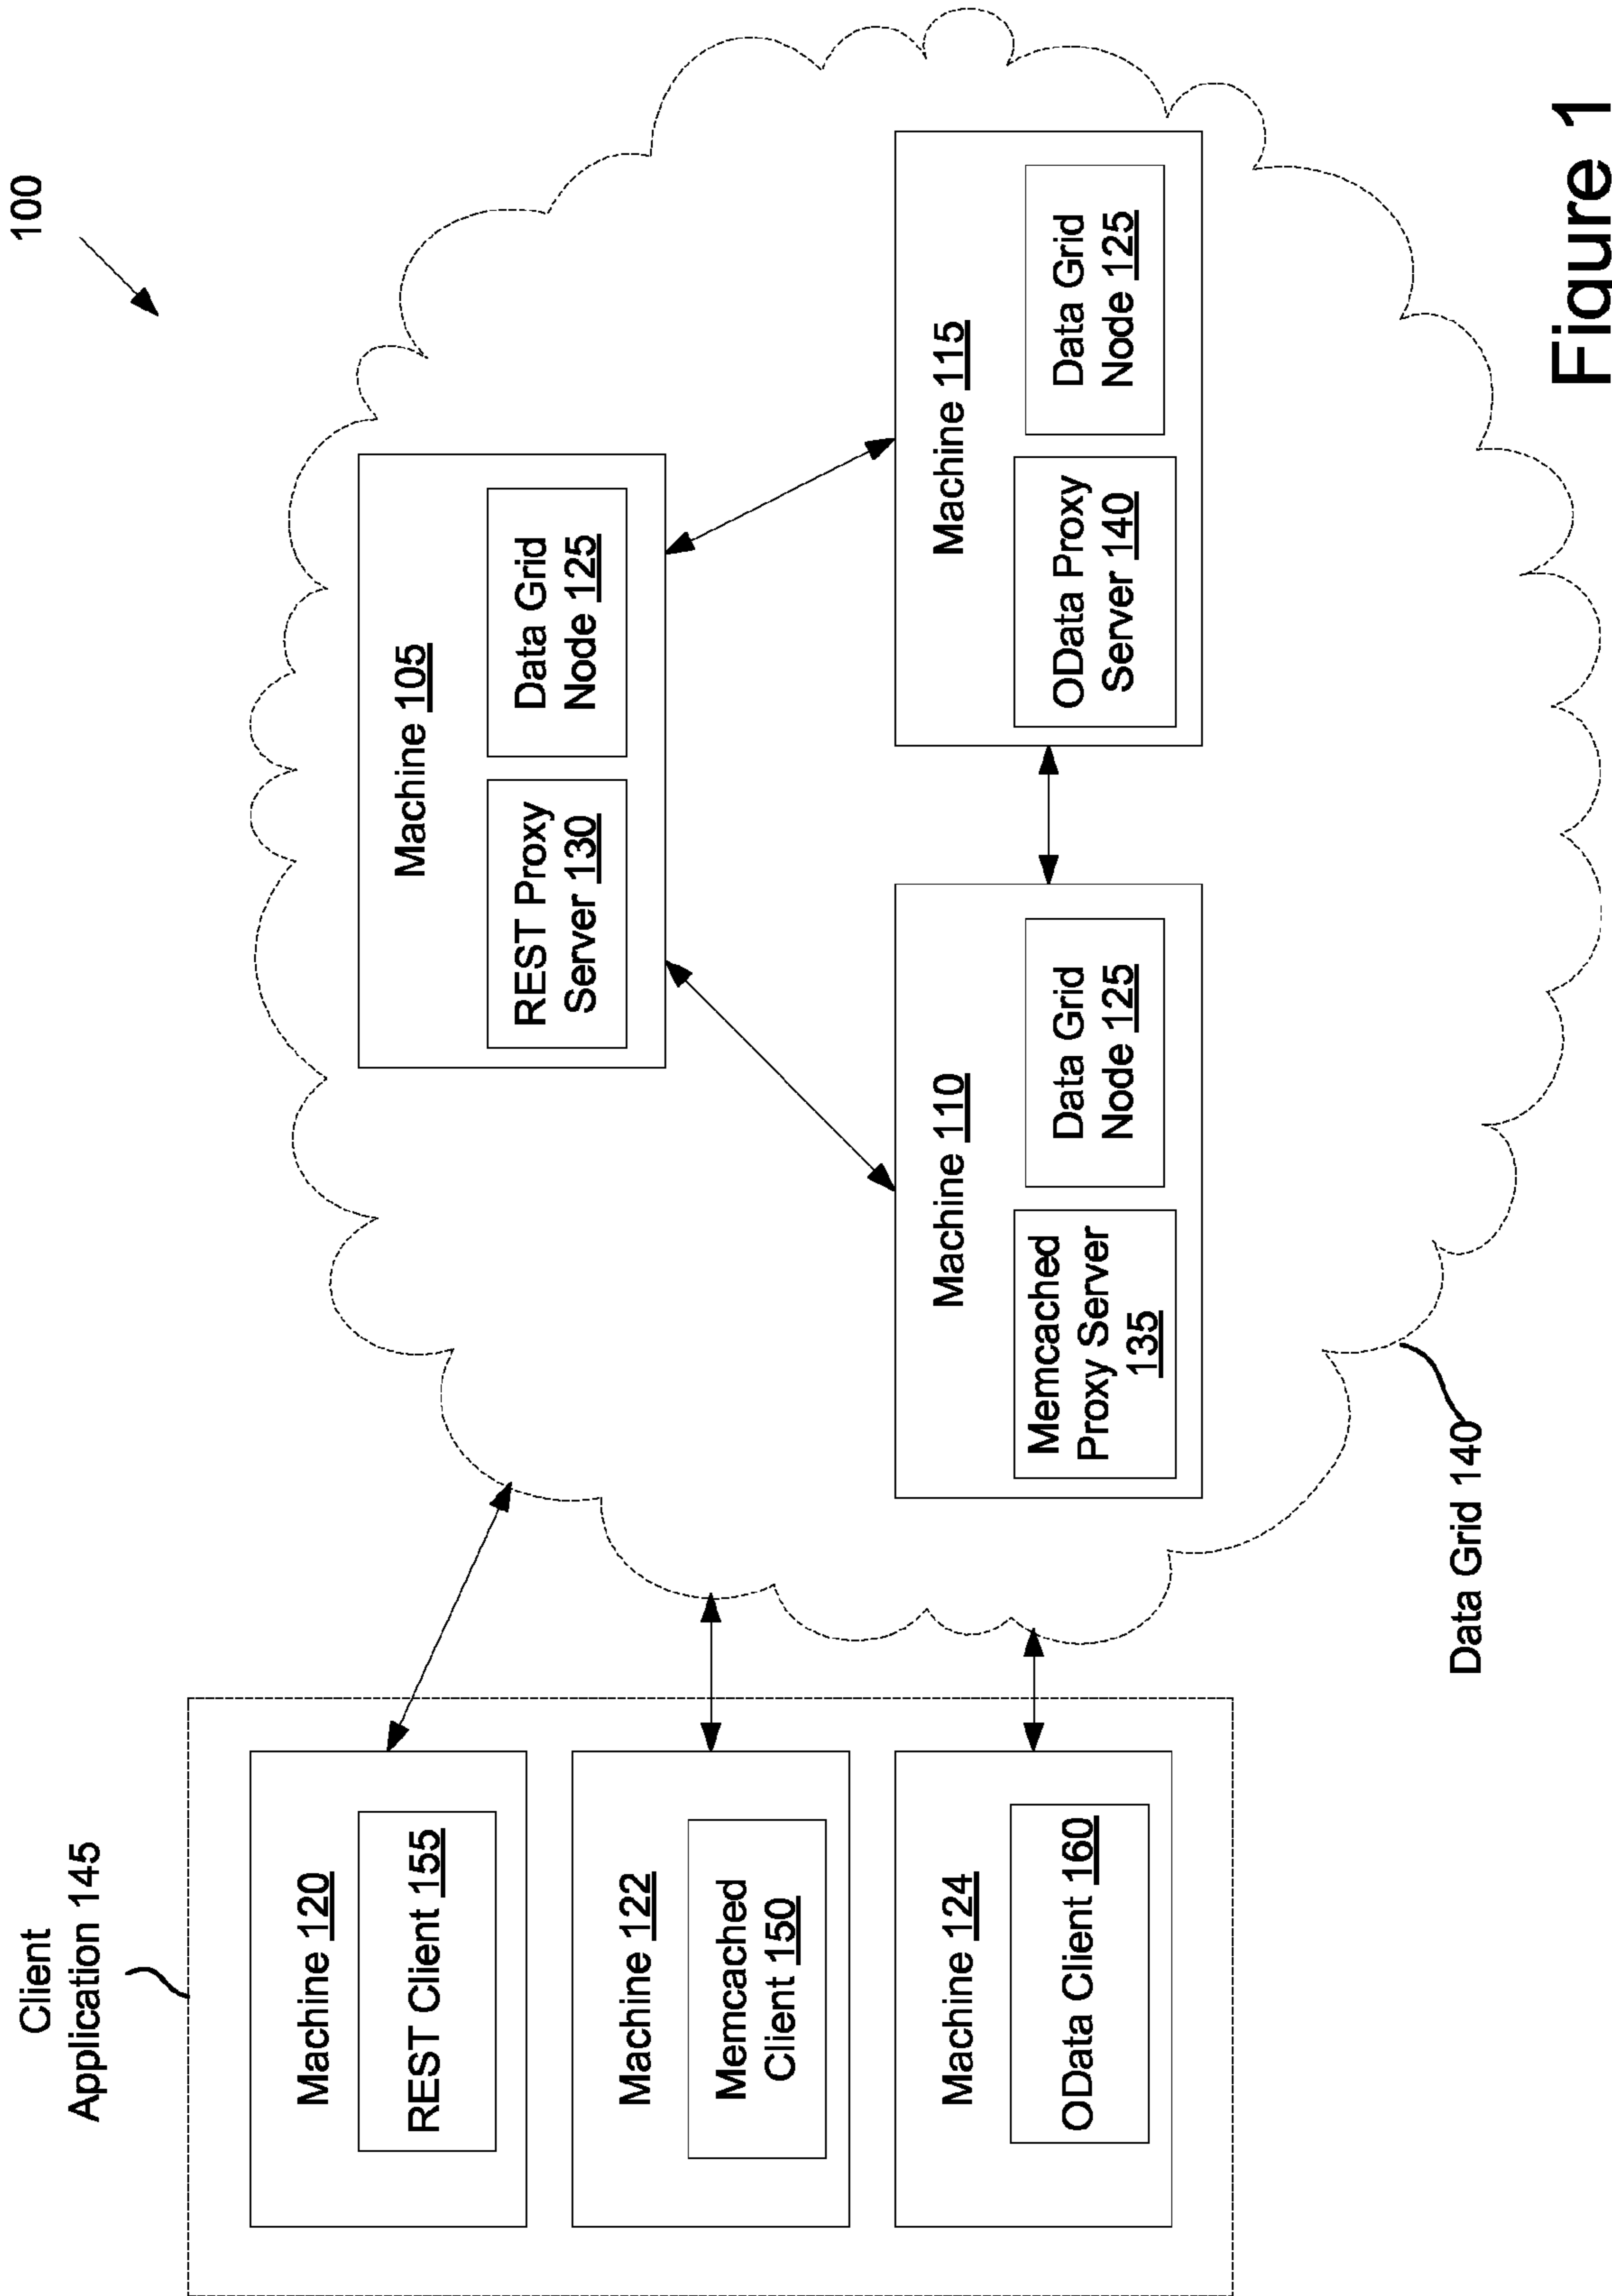 100
Client
Application 145
Machine 120
REST Client 155
Machine 122
Memcached
Client 150
Machine 124
OData Client 160
Machine 105
REST Proxy
Server 130
Data Grid
Node 125
Machine 110
Memcached
Proxy Server
135
Data Grid
Node 125
Machine 115
OData Proxy
Server 140
Data Grid
Node 125
Data Grid 140
Figure 1